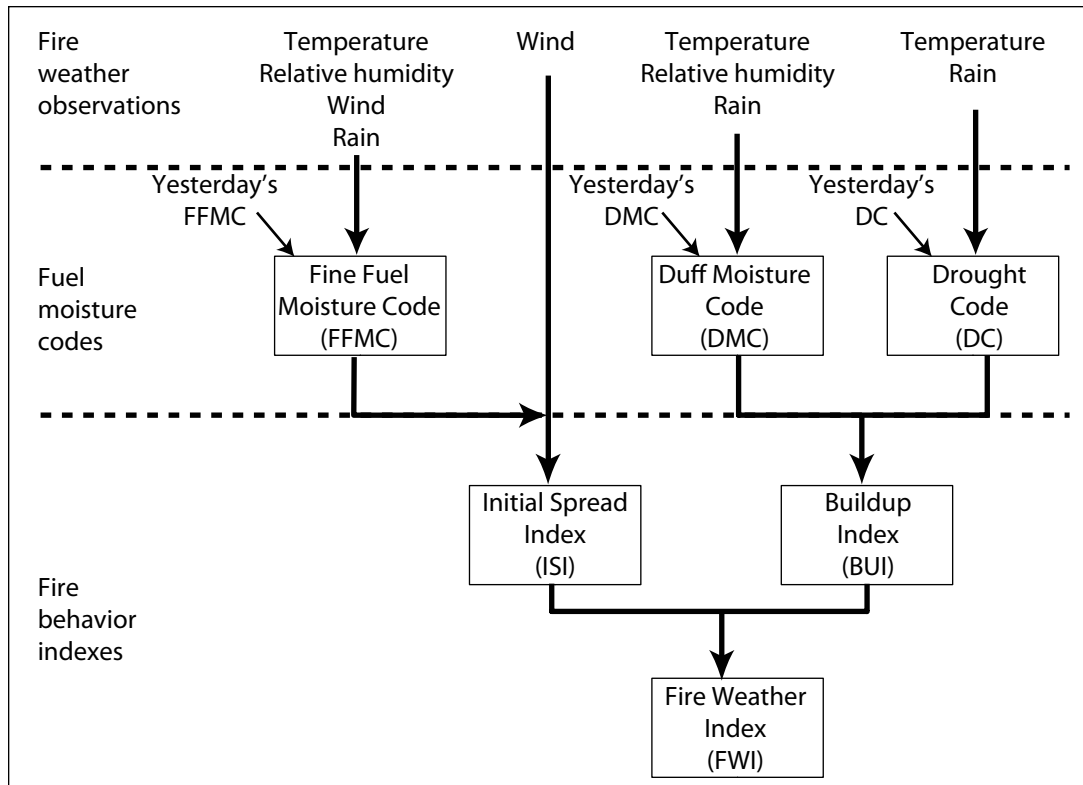 Fire
weather
observations
Temperature
Relative humidity
Wind
Rain
Wind
Temperature
Relative humidity
Rain
Temperature
Rain
Yesterday's
FFMC
Yesterday's
DMC
Yesterday's
DC
Fuel
moisture
codes
Fine Fuel
Moisture Code
(FFMC)
Duff Moisture
Code
(DMC)
Drought
Code
(DC)
Fire
behavior
indexes
Initial Spread
Index
(ISI)
Buildup
Index
(BUI)
Fire Weather
Index
(FWI)